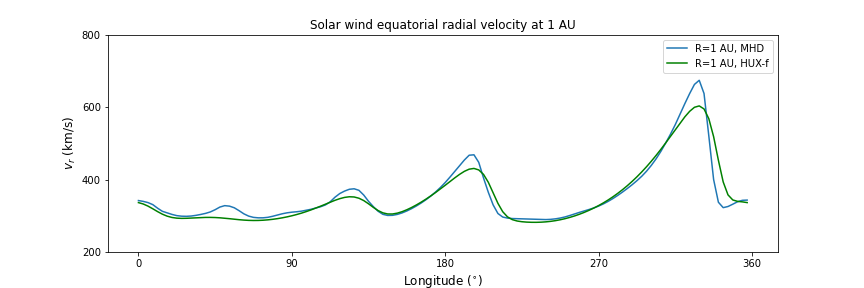 Solar wind equatorial radial velocity at 1 AU
800
600
400
200
v_r (km/s)
R=1 AU, MHD
R=1 AU, HUX-f
0
90
180
270
360
Longitude (°)